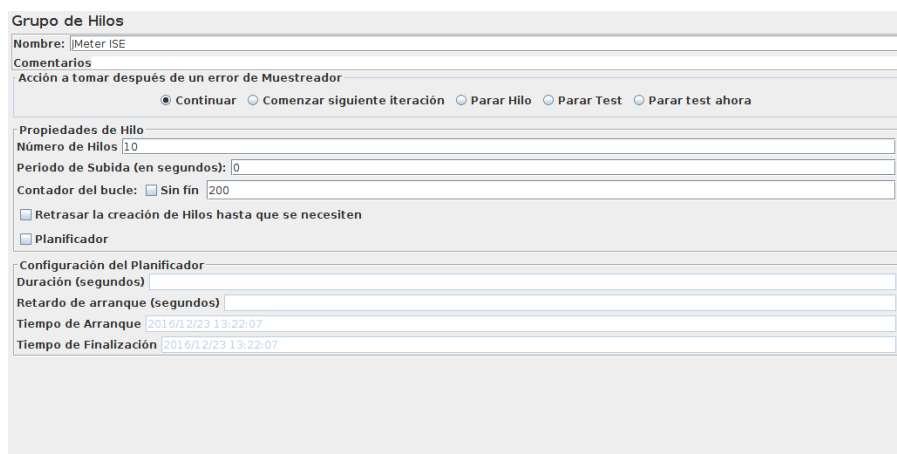 Grupo de Hilos
Nombre: JMeter ISE
Comentarios
Acción a tomar después de un error de Muestreador
Continuar Comenzar siguiente iteración Parar Hilo Parar Test Parar test ahora
Propiedades de Hilo
Número de Hilos 10
Periodo de Subida (en segundos): 0
Contador del bucle: Sin fín 200
Retrasar la creación de Hilos hasta que se necesiten
Planificador
Configuración del Planificador
Duración (segundos)
Retardo de arranque (segundos)
Tiempo de Arranque 2016/12/23 13:22:07
Tiempo de Finalización 2016/12/23 13:22:07